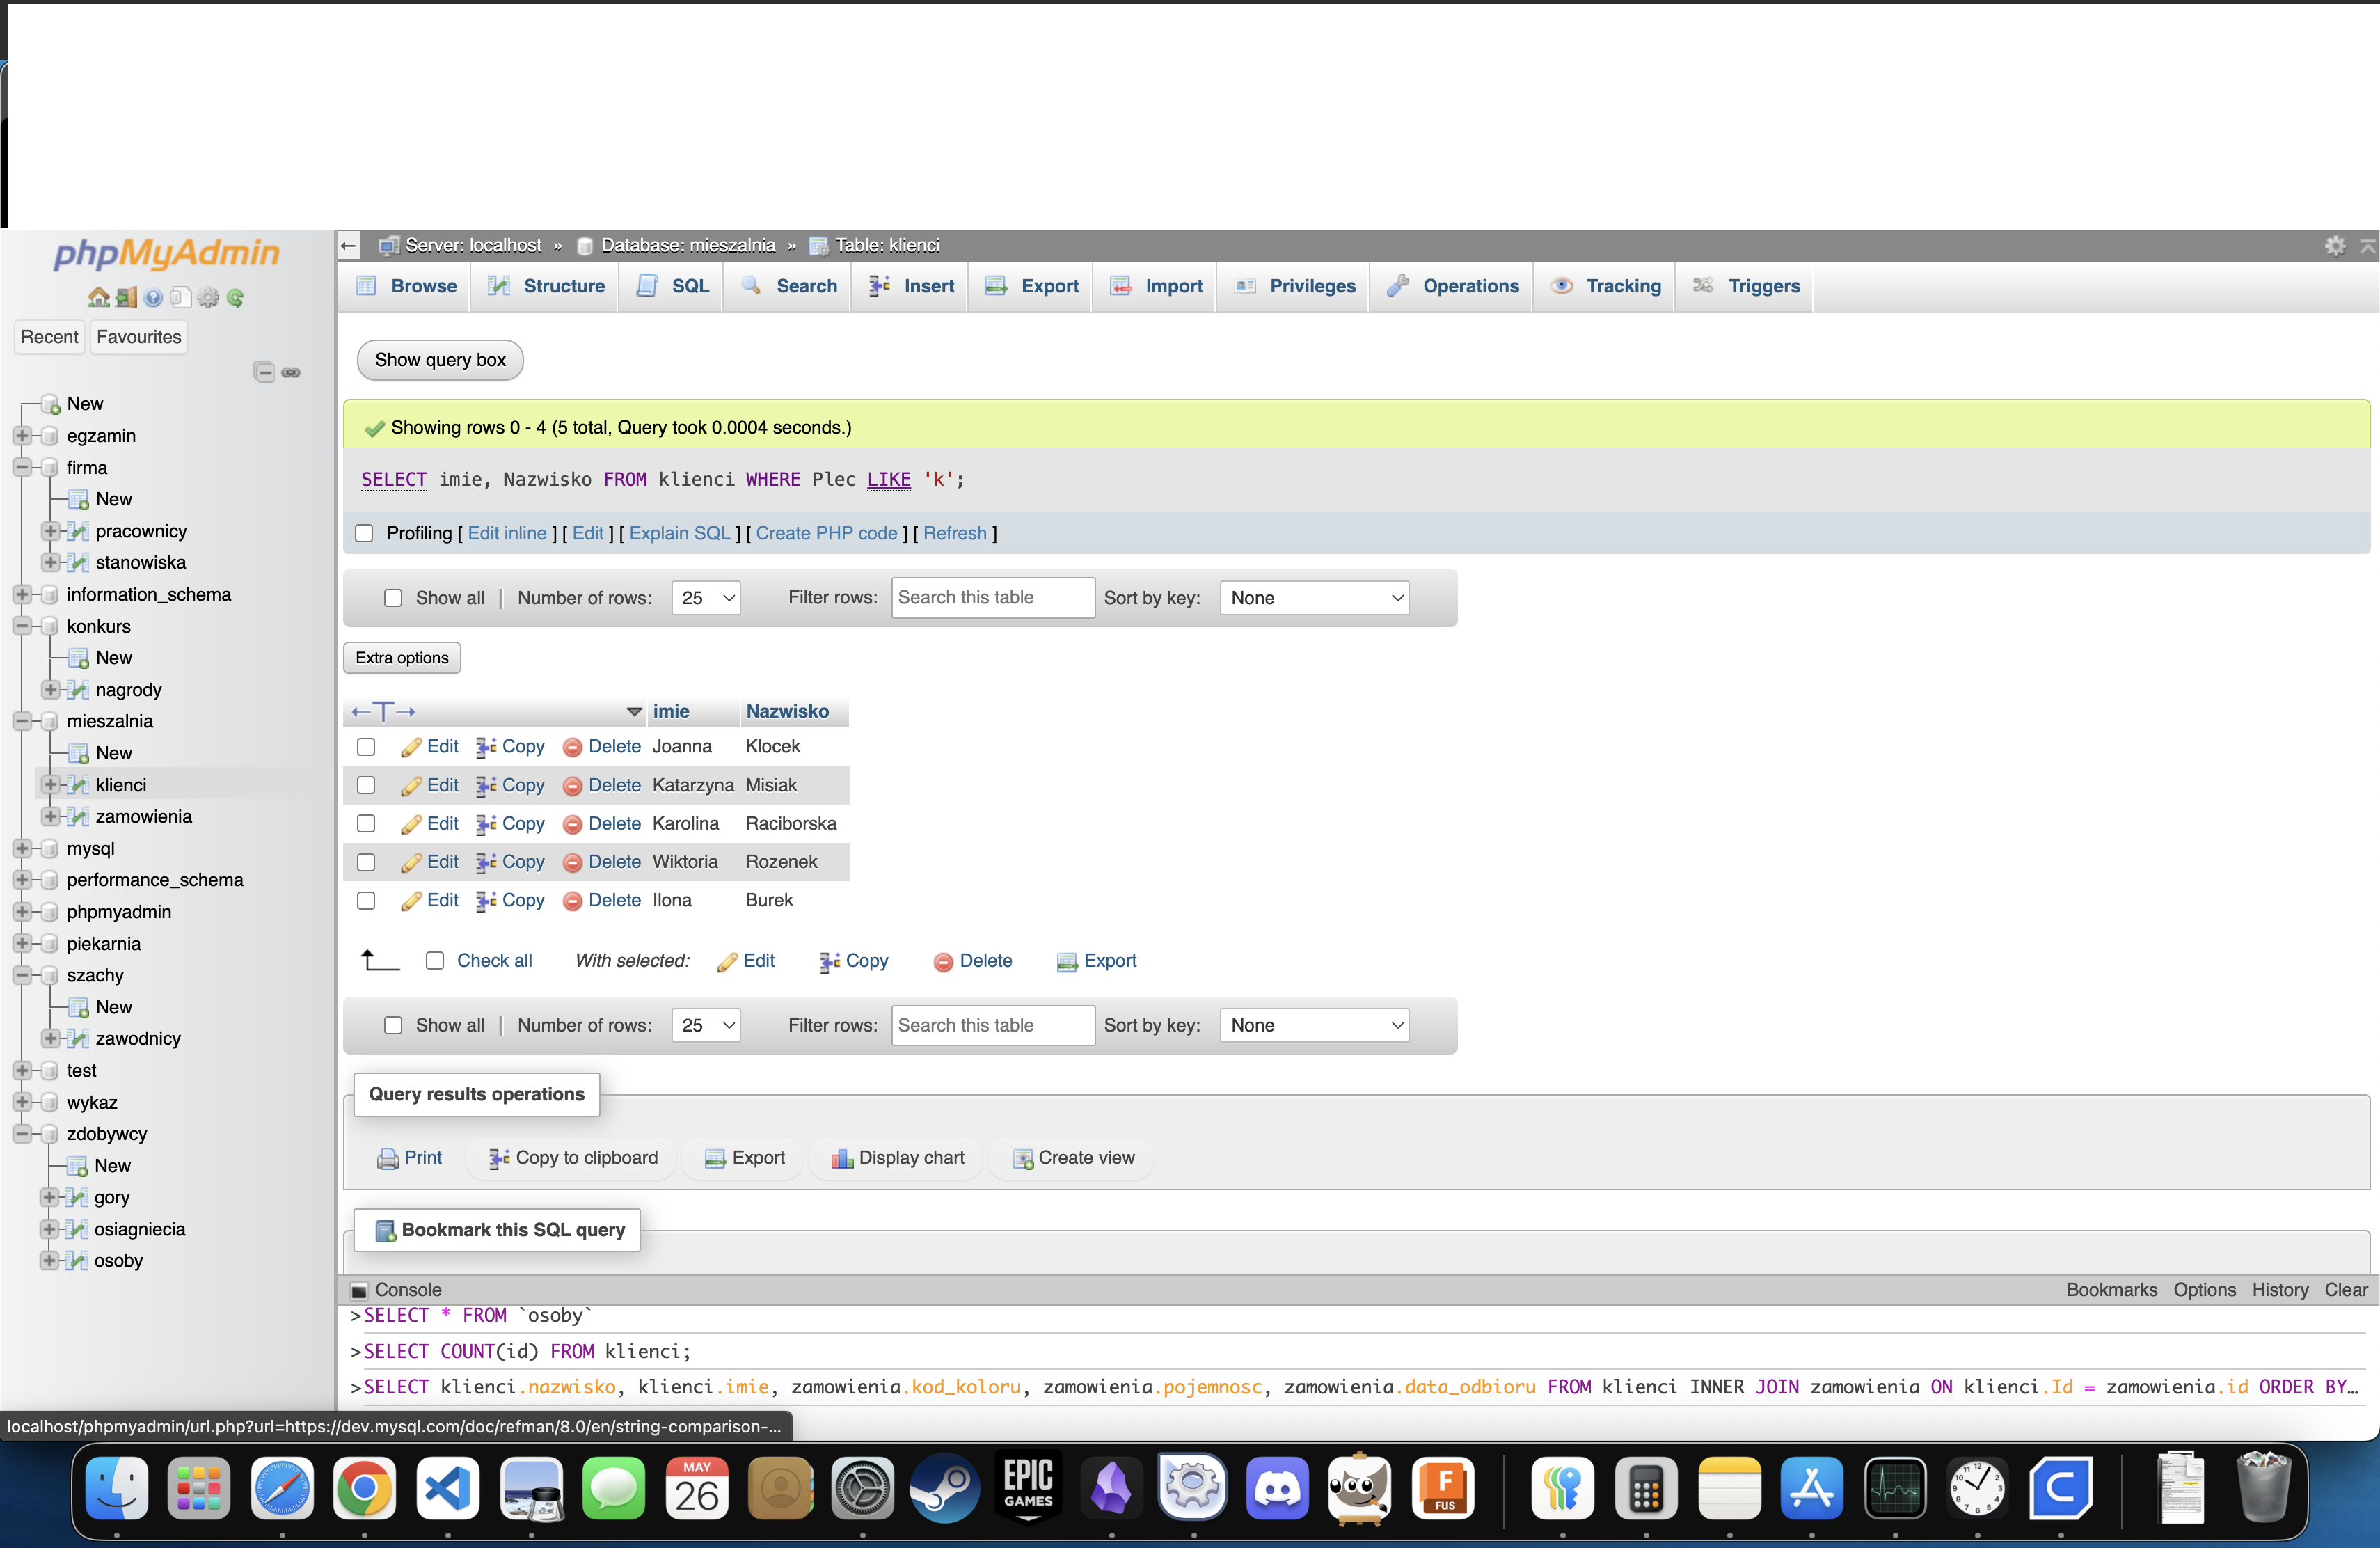 phpMyAdmin
Recent Favourites
New
egzamin
firma
New
pracownicy
stanowiska
information_schema
konkurs
New
nagrody
mieszalnia
New
klienci
zamowienia
mysql
performance_schema
phpmyadmin
piekarnia
szachy
New
zawodnicy
test
wykaz
zdobywcy
New
gory
osiagniecia
osoby
← Server: localhost » Database: mieszalnia » Table: klienci
Browse Structure SQL Search Insert Export Import Privileges Operations Tracking Triggers
Show query box
Showing rows 0 - 4 (5 total, Query took 0.0004 seconds.)
SELECT imie, Nazwisko FROM klienci WHERE Plec LIKE 'k';
Profiling [ Edit inline ] [ Edit ] [ Explain SQL ] [ Create PHP code ] [ Refresh ]
Show all | Number of rows: 25 Filter rows: Search this table Sort by key: None
Extra options
←T→ imie Nazwisko
Edit Copy Delete Joanna Klocek
Edit Copy Delete Katarzyna Misiak
Edit Copy Delete Karolina Raciborska
Edit Copy Delete Wiktoria Rozenek
Edit Copy Delete Ilona Burek
Check all With selected: Edit Copy Delete Export
Show all | Number of rows: 25 Filter rows: Search this table Sort by key: None
Query results operations
Print Copy to clipboard Export Display chart Create view
Bookmark this SQL query
Console Bookmarks Options History Clear
>SELECT * FROM `osoby`
>SELECT COUNT(id) FROM klienci;
>SELECT klienci.nazwisko, klienci.imie, zamowienia.kod_koloru, zamowienia.pojemnosc, zamowienia.data_odbioru FROM klienci INNER JOIN zamowienia ON klienci.Id = zamowienia.id ORDER BY…
localhost/phpmyadmin/url.php?url=https://dev.mysql.com/doc/refman/8.0/en/string-comparison-...
MAY
26
EPIC
GAMES
F
FUS